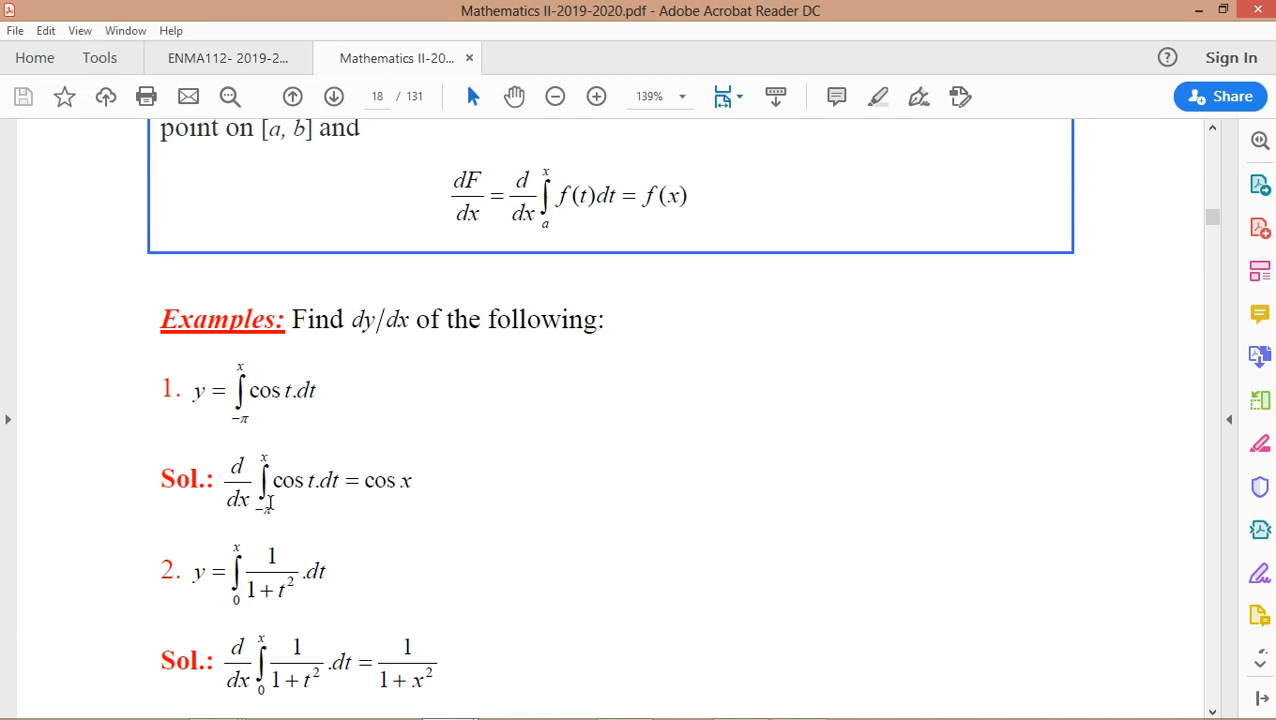 Mathematics II-2019-2020.pdf - Adobe Acrobat Reader DC
File Edit View Window Help
Home Tools ENMA112- 2019-2... Mathematics II-20... × ? Sign In
18 / 131 139% Share
point on [a, b] and
dF/dx = d/dx ∫_a^x f(t)dt = f(x)
Examples: Find dy/dx of the following:
1. y = ∫_{-π}^x cos t.dt
Sol.: d/dx ∫_{-π}^x cos t.dt = cos x
2. y = ∫_0^x 1/(1+t²) .dt
Sol.: d/dx ∫_0^x 1/(1+t²) .dt = 1/(1+x²)